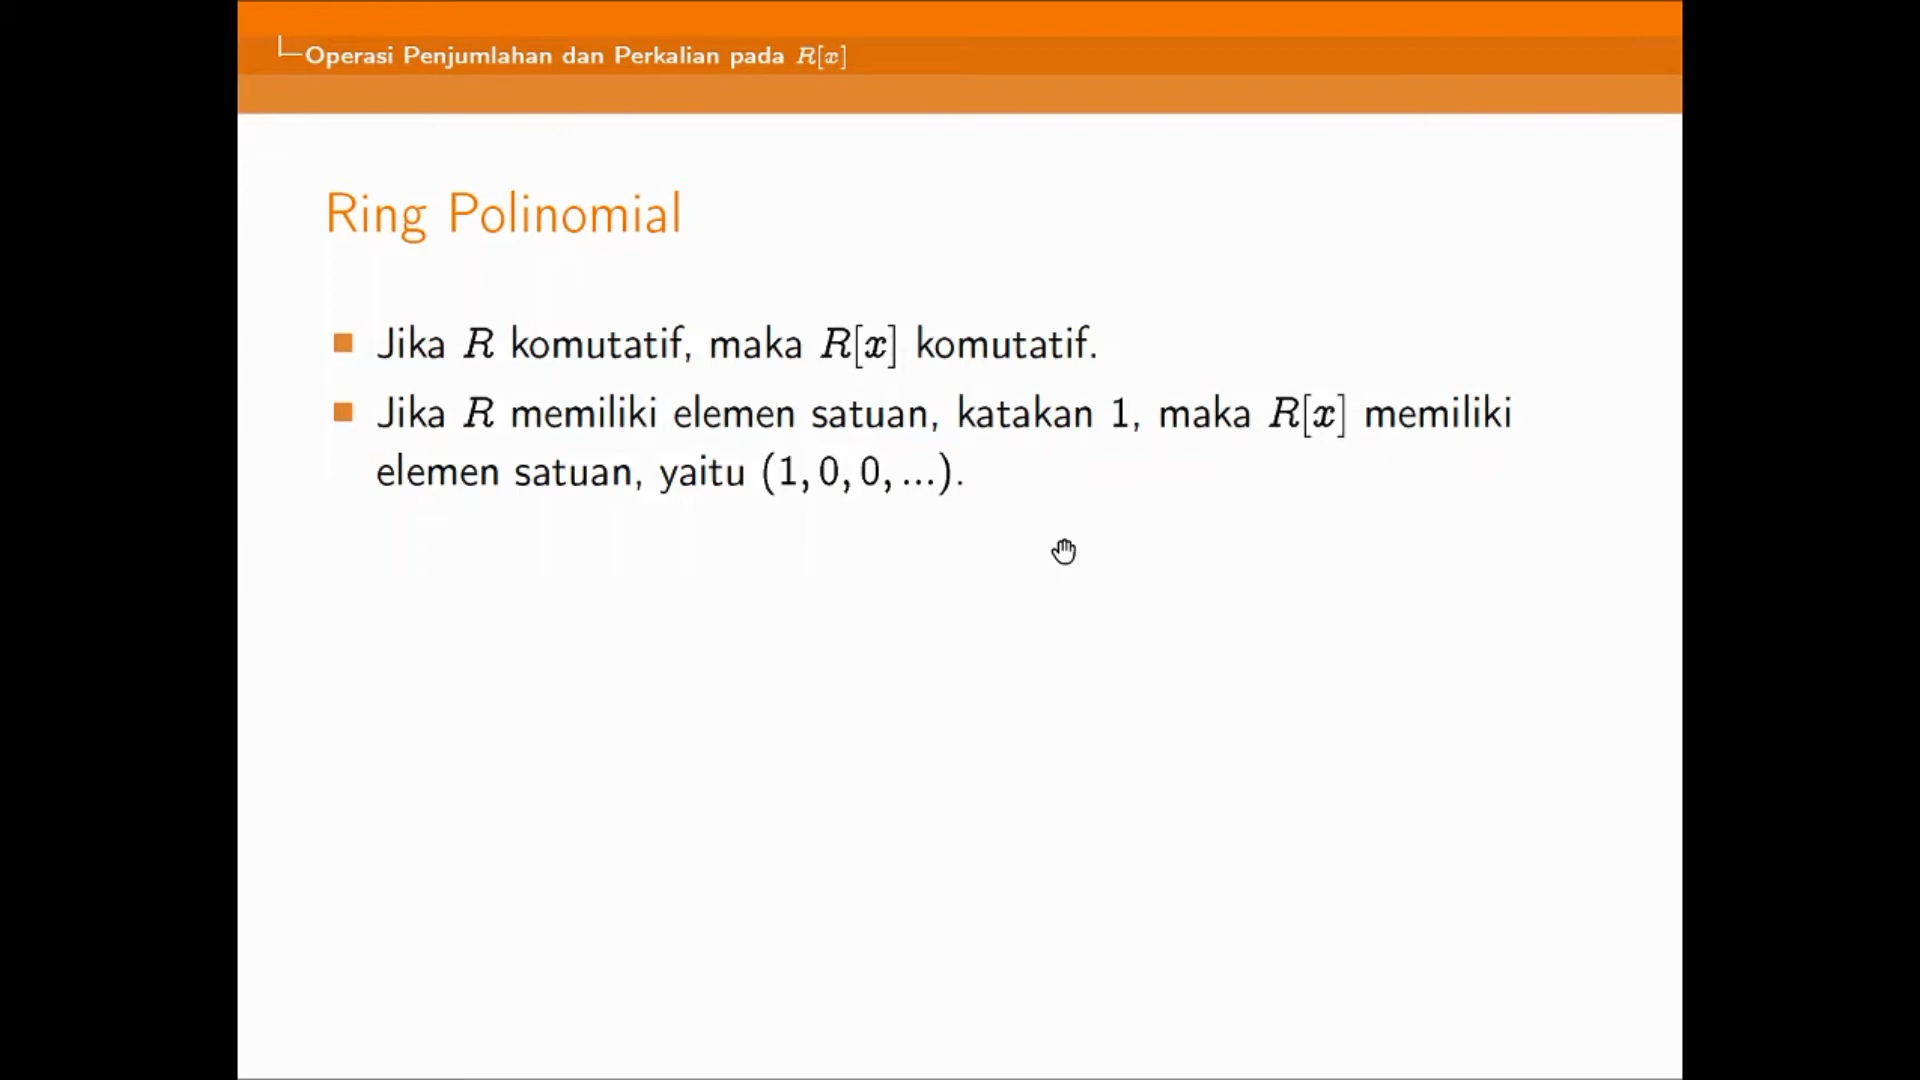 Operasi Penjumlahan dan Perkalian pada R[x]
Ring Polinomial
Jika R komutatif, maka R[x] komutatif.
Jika R memiliki elemen satuan, katakan 1, maka R[x] memiliki
elemen satuan, yaitu (1, 0, 0, ...).